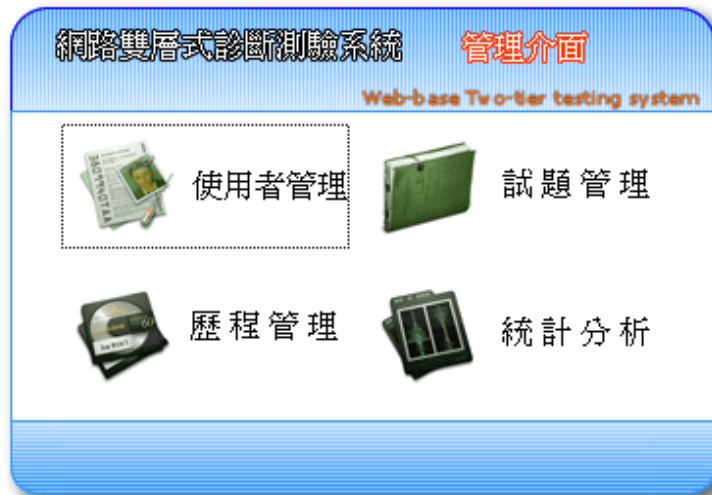 網路雙層式診斷測驗系統 管理介面
Web-base Two-tier testing system
使用者管理 試題管理
歷程管理 統計分析